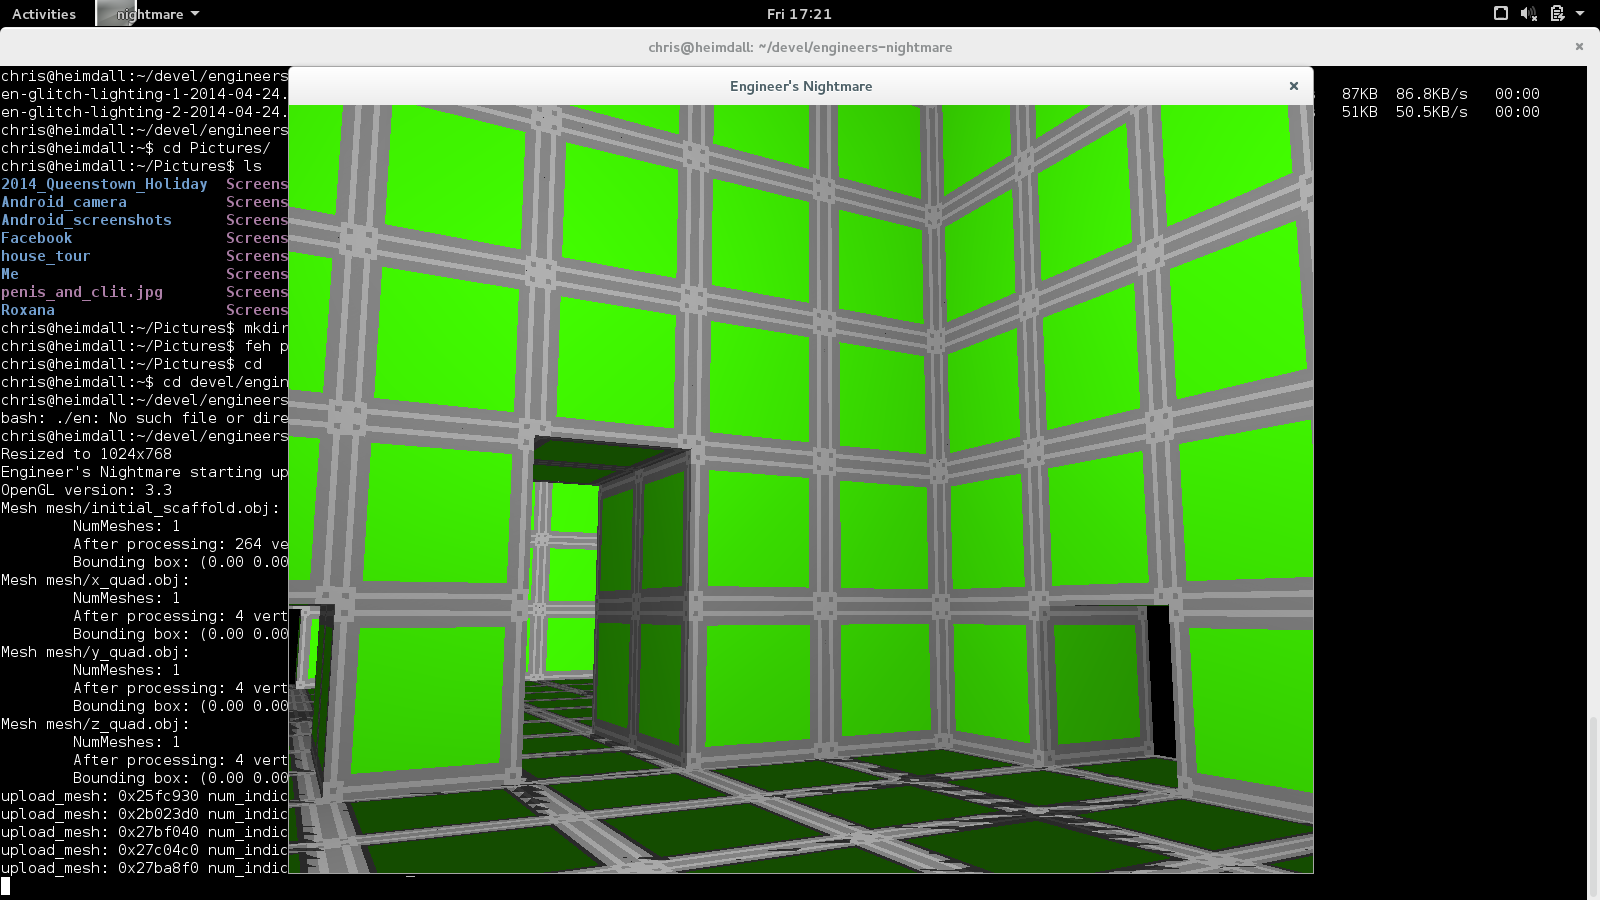 Activities
nightmare
Fri 17:21
chris@heimdall: ~/devel/engineers-nightmare
Engineer's Nightmare
chris@heimdall:~/devel/engineers
en-glitch-lighting-1-2014-04-24. 87KB 86.8KB/s 00:00
en-glitch-lighting-2-2014-04-24. 51KB 50.5KB/s 00:00
chris@heimdall:~/devel/engineers
chris@heimdall:~$ cd Pictures/
chris@heimdall:~/Pictures$ ls
2014_Queenstown_Holiday Screens
Android_camera Screens
Android_screenshots Screens
Facebook Screens
house_tour Screens
Me Screens
penis_and_clit.jpg Screens
Roxana Screens
chris@heimdall:~/Pictures$ mkdir
chris@heimdall:~/Pictures$ feh p
chris@heimdall:~/Pictures$ cd
chris@heimdall:~$ cd devel/engin
chris@heimdall:~/devel/engineers
bash: ./en: No such file or dire
chris@heimdall:~/devel/engineers
Resized to 1024x768
Engineer's Nightmare starting up
OpenGL version: 3.3
Mesh mesh/initial_scaffold.obj:
NumMeshes: 1
After processing: 264 ve
Bounding box: (0.00 0.00
Mesh mesh/x_quad.obj:
NumMeshes: 1
After processing: 4 vert
Bounding box: (0.00 0.00
Mesh mesh/y_quad.obj:
NumMeshes: 1
After processing: 4 vert
Bounding box: (0.00 0.00
Mesh mesh/z_quad.obj:
NumMeshes: 1
After processing: 4 vert
Bounding box: (0.00 0.00
upload_mesh: 0x25fc930 num_indic
upload_mesh: 0x2b023d0 num_indic
upload_mesh: 0x27bf040 num_indic
upload_mesh: 0x27c04c0 num_indic
upload_mesh: 0x27ba8f0 num_indic